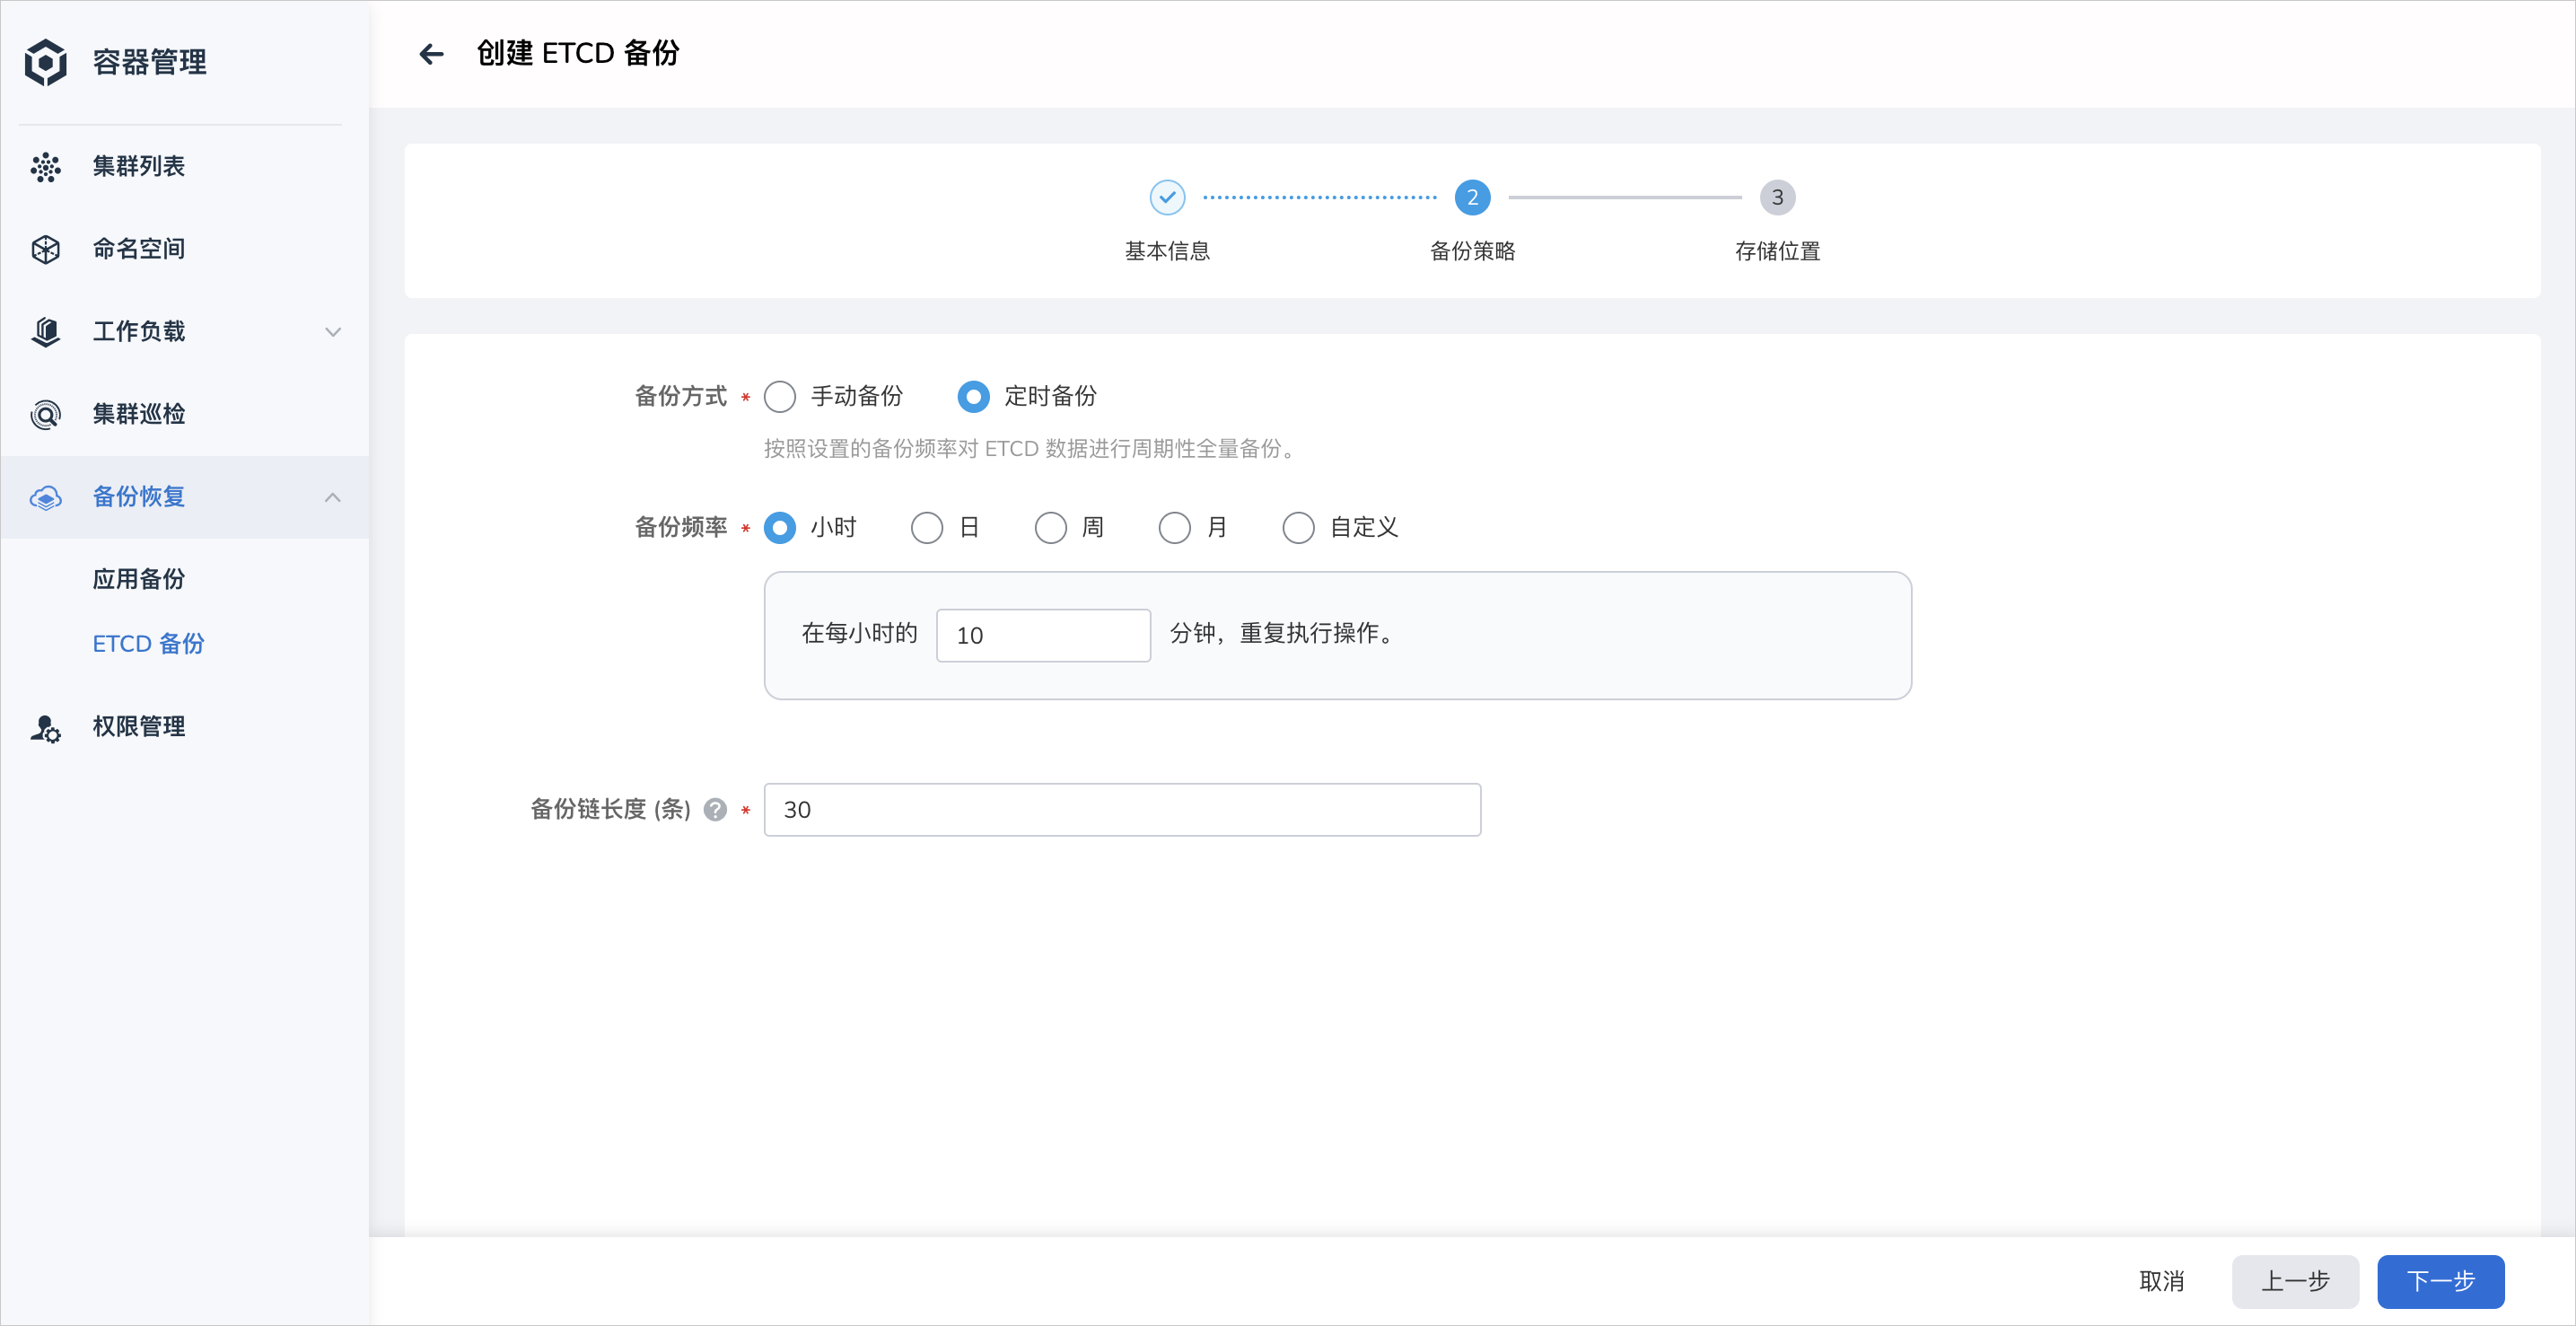 容器管理
集群列表
命名空间
工作负载
集群巡检
备份恢复
应用备份
ETCD 备份
权限管理
创建 ETCD 备份
2
3
基本信息
备份策略
存储位置
备份方式 * 手动备份 定时备份
按照设置的备份频率对 ETCD 数据进行周期性全量备份。
备份频率 * 小时 日 周 月 自定义
在每小时的 10 分钟，重复执行操作。
备份链长度 (条) ? * 30
取消 上一步 下一步